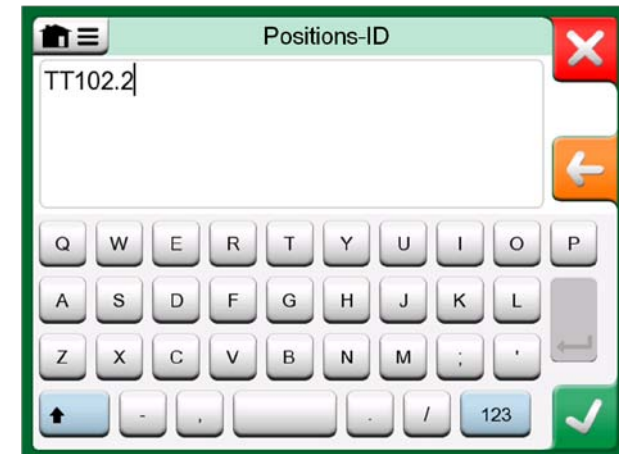 Positions-ID
TT102.2
Q W E R T Y U I O P
A S D F G H J K L
Z X C V B N M ; '
- , . / 123